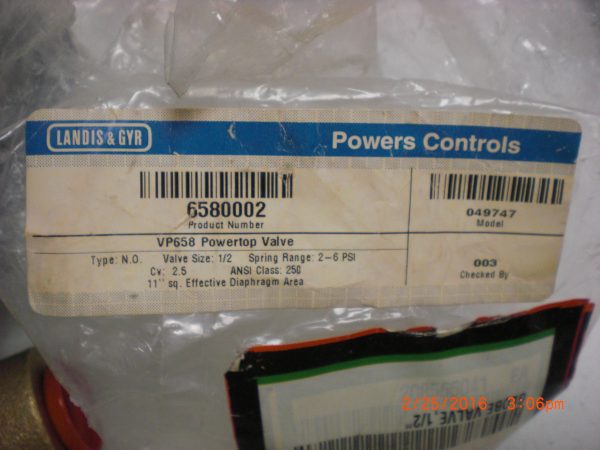 LANDIS & GYR
Powers Controls
6580002
Product Number
049747
Model
VP658 Powertop Valve
Type: N.O. Valve Size: 1/2 Spring Range: 2-6 PSI
Cv: 2.5 ANSI Class: 250
11" sq. Effective Diaphragm Area
003
Checked By
VALVE 1/2"
2/25/2016 3:06pm